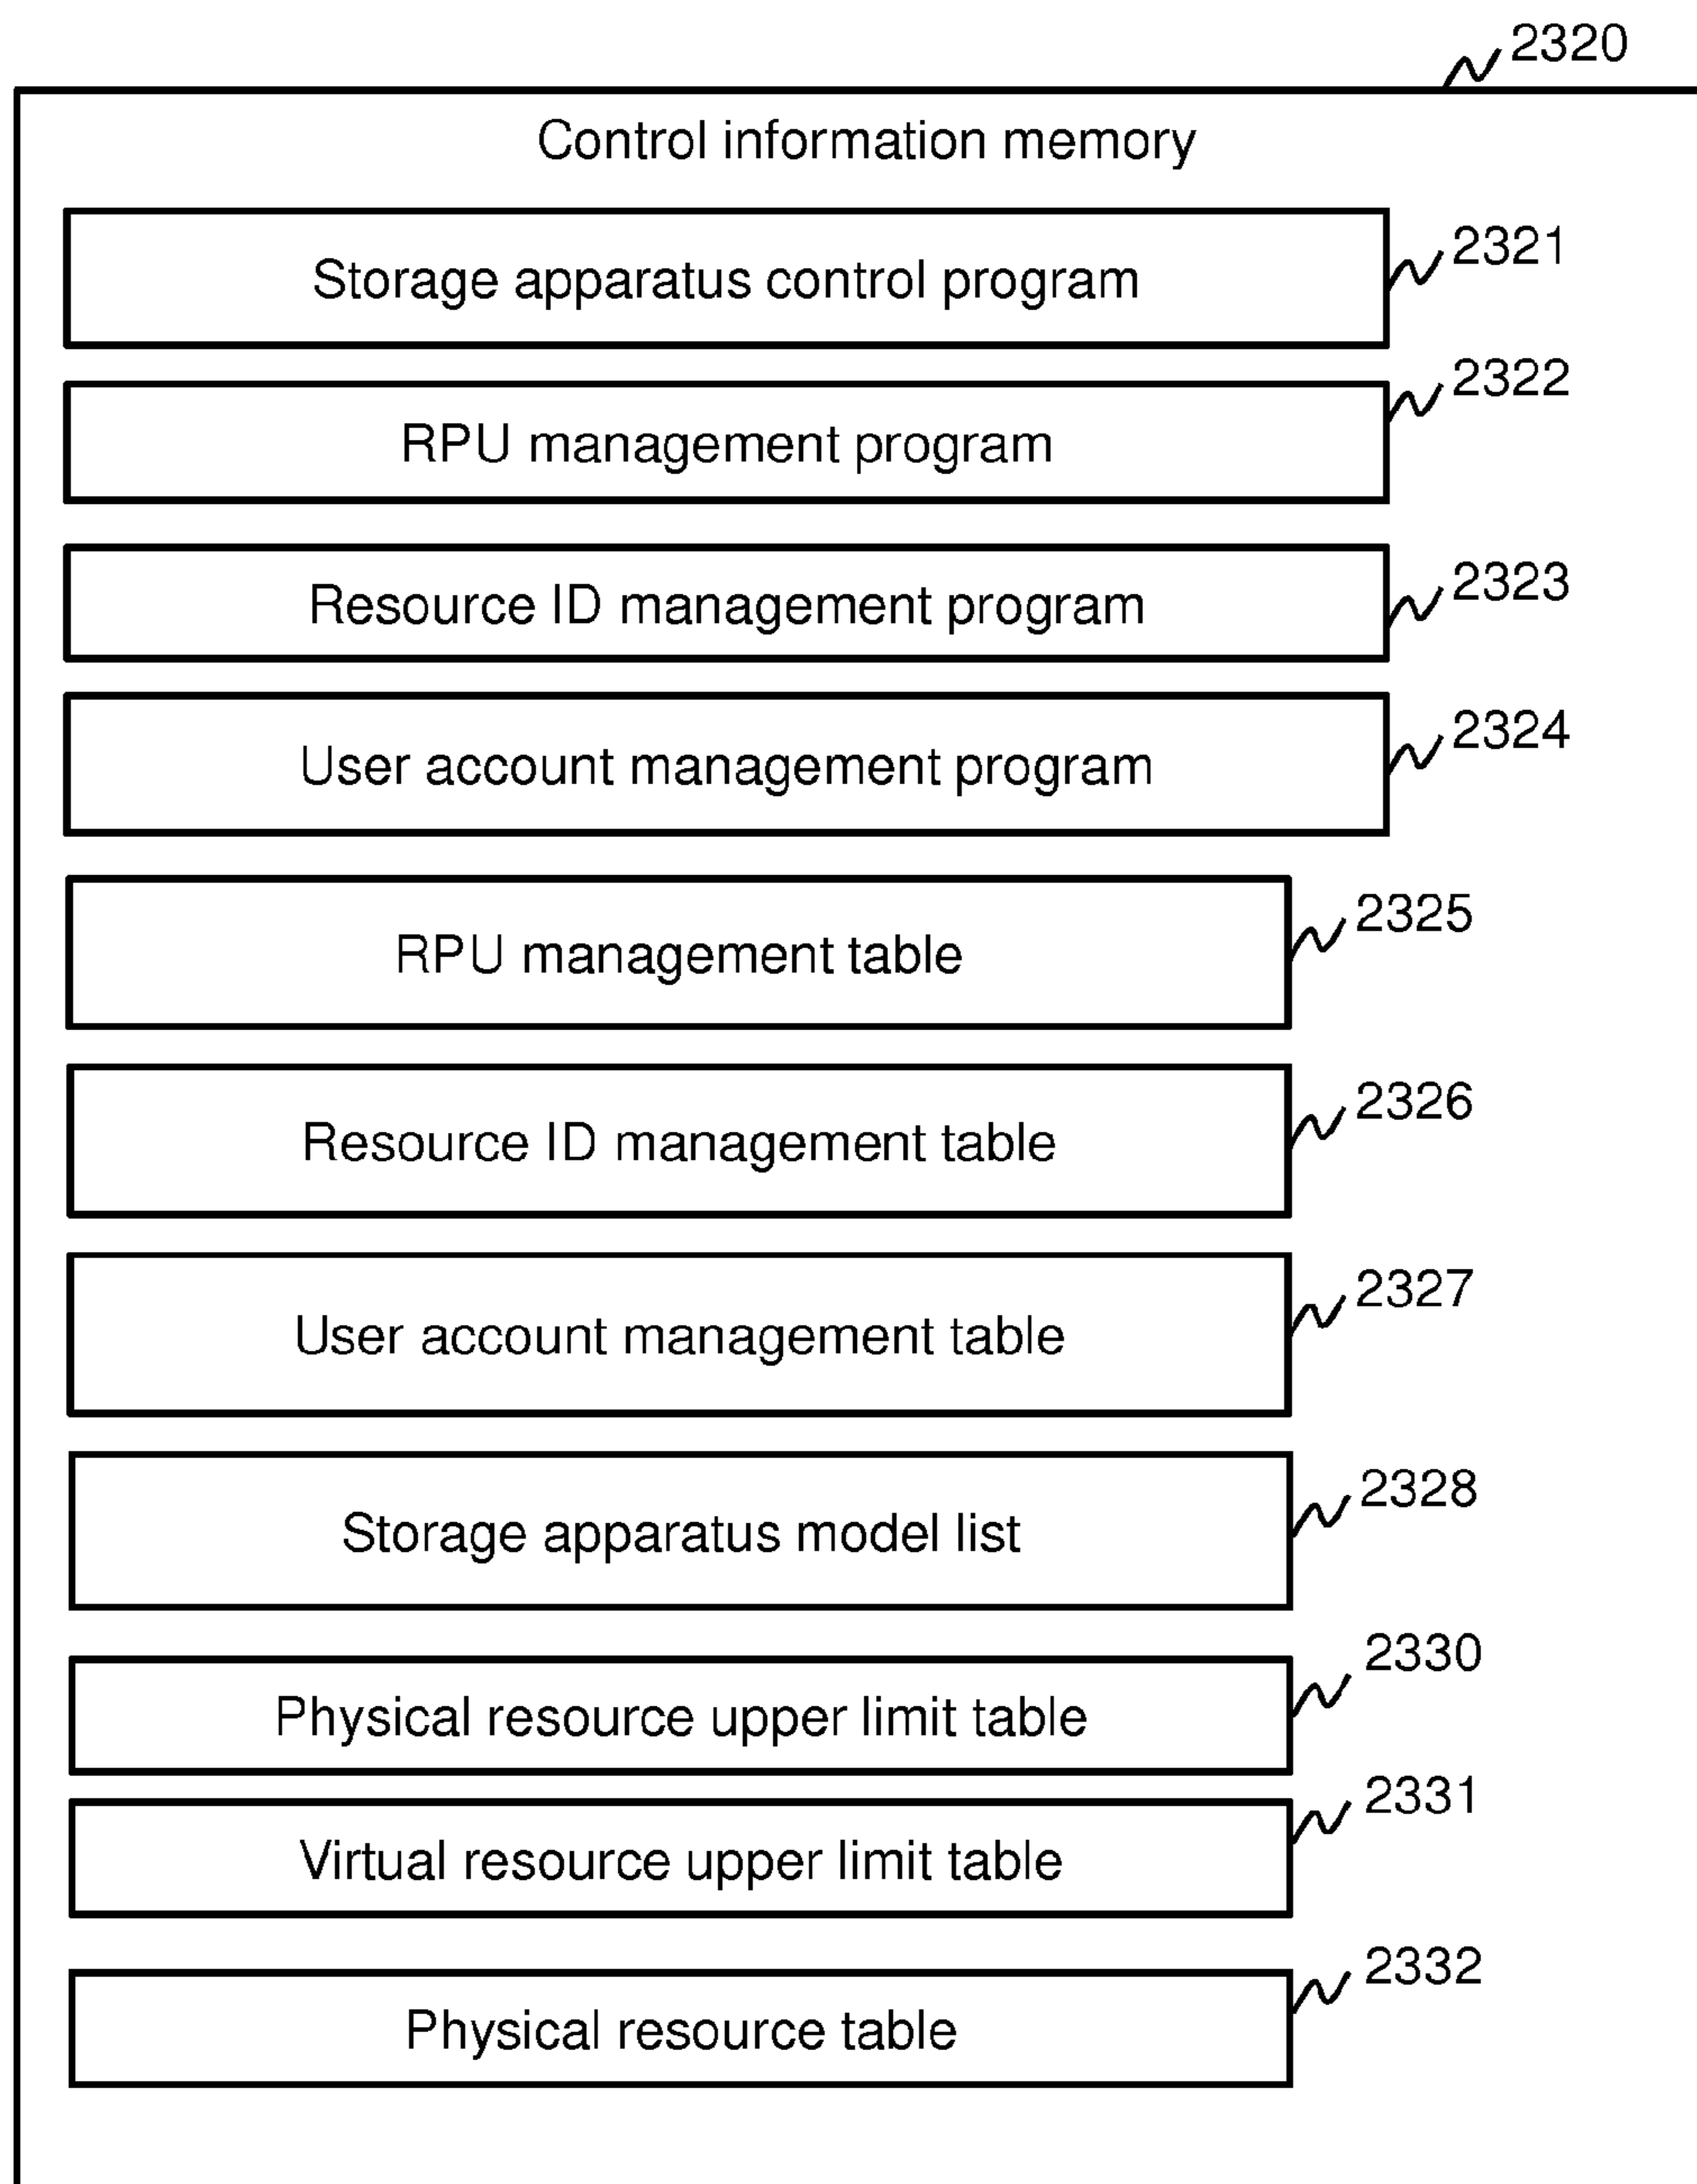 2320
Control information memory
Storage apparatus control program
2321
RPU management program
2322
Resource ID management program
2323
User account management program
2324
RPU management table
2325
Resource ID management table
2326
User account management table
2327
Storage apparatus model list
2328
Physical resource upper limit table
2330
Virtual resource upper limit table
2331
Physical resource table
2332